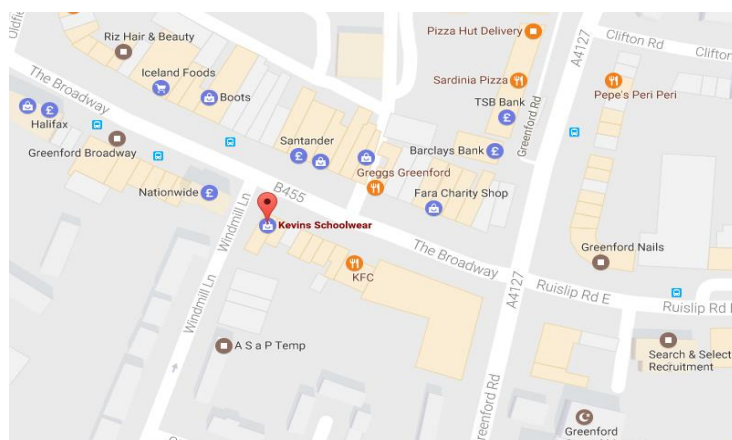 Oldfie
Riz Hair & Beauty
Iceland Foods
Boots
The Broadway
Halifax
Greenford Broadway
Nationwide
Santander
Pizza Hut Delivery
Sardinia Pizza
TSB Bank
Barclays Bank
Greggs Greenford
Fara Charity Shop
Greenford Rd
A4127
Clifton Rd
Clifton
Pepe's Peri Peri
Windmill Ln
B455
Kevins Schoolwear
The Broadway
KFC
Greenford Nails
A4127
Ruislip Rd E
Ruislip Rd E
Windmill Ln
A S a P Temp
Search & Select
Recruitment
Greenford
Rd